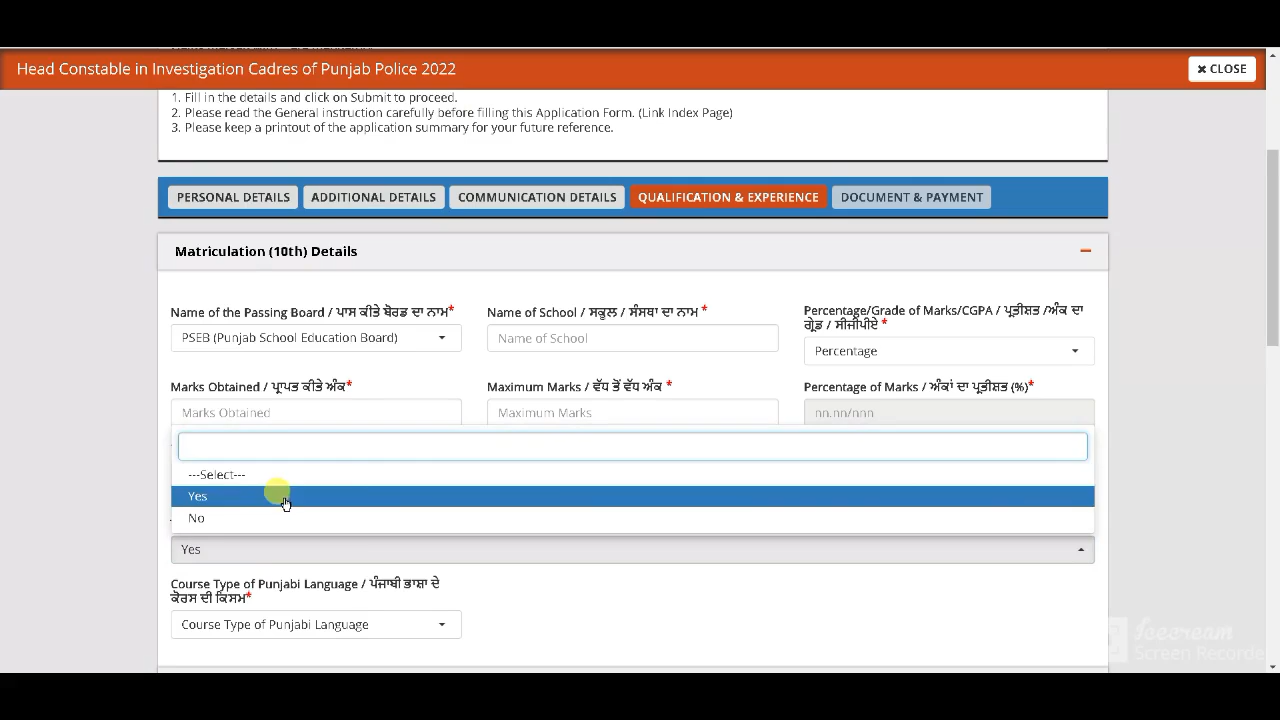 Head Constable in Investigation Cadres of Punjab Police 2022
✖ CLOSE
1. Fill in the details and click on Submit to proceed.
2. Please read the General instruction carefully before filling this Application Form. (Link Index Page)
3. Please keep a printout of the application summary for your future reference.
PERSONAL DETAILS
ADDITIONAL DETAILS
COMMUNICATION DETAILS
QUALIFICATION & EXPERIENCE
DOCUMENT & PAYMENT
Matriculation (10th) Details
Name of the Passing Board / ਪਾਸ ਕੀਤੇ ਬੋਰਡ ਦਾ ਨਾਮ*
PSEB (Punjab School Education Board)
Name of School / ਸਕੂਲ / ਸੰਸਥਾ ਦਾ ਨਾਮ *
Name of School
Percentage/Grade of Marks/CGPA / ਪ੍ਰਤੀਸ਼ਤ /ਅੰਕ ਦਾ
ਗ੍ਰੇਡ / ਸੀਜੀਪੀਏ *
Percentage
Marks Obtained / ਪ੍ਰਾਪਤ ਕੀਤੇ ਅੰਕ*
Marks Obtained
Maximum Marks / ਵੱਧ ਤੋਂ ਵੱਧ ਅੰਕ *
Maximum Marks
Percentage of Marks / ਅੰਕਾਂ ਦਾ ਪ੍ਰਤੀਸ਼ਤ (%)*
nn.nn/nnn
---Select---
Yes
No
Yes
Course Type of Punjabi Language / ਪੰਜਾਬੀ ਭਾਸ਼ਾ ਦੇ
ਕੋਰਸ ਦੀ ਕਿਸਮ*
Course Type of Punjabi Language
Icecream
Screen Recorde